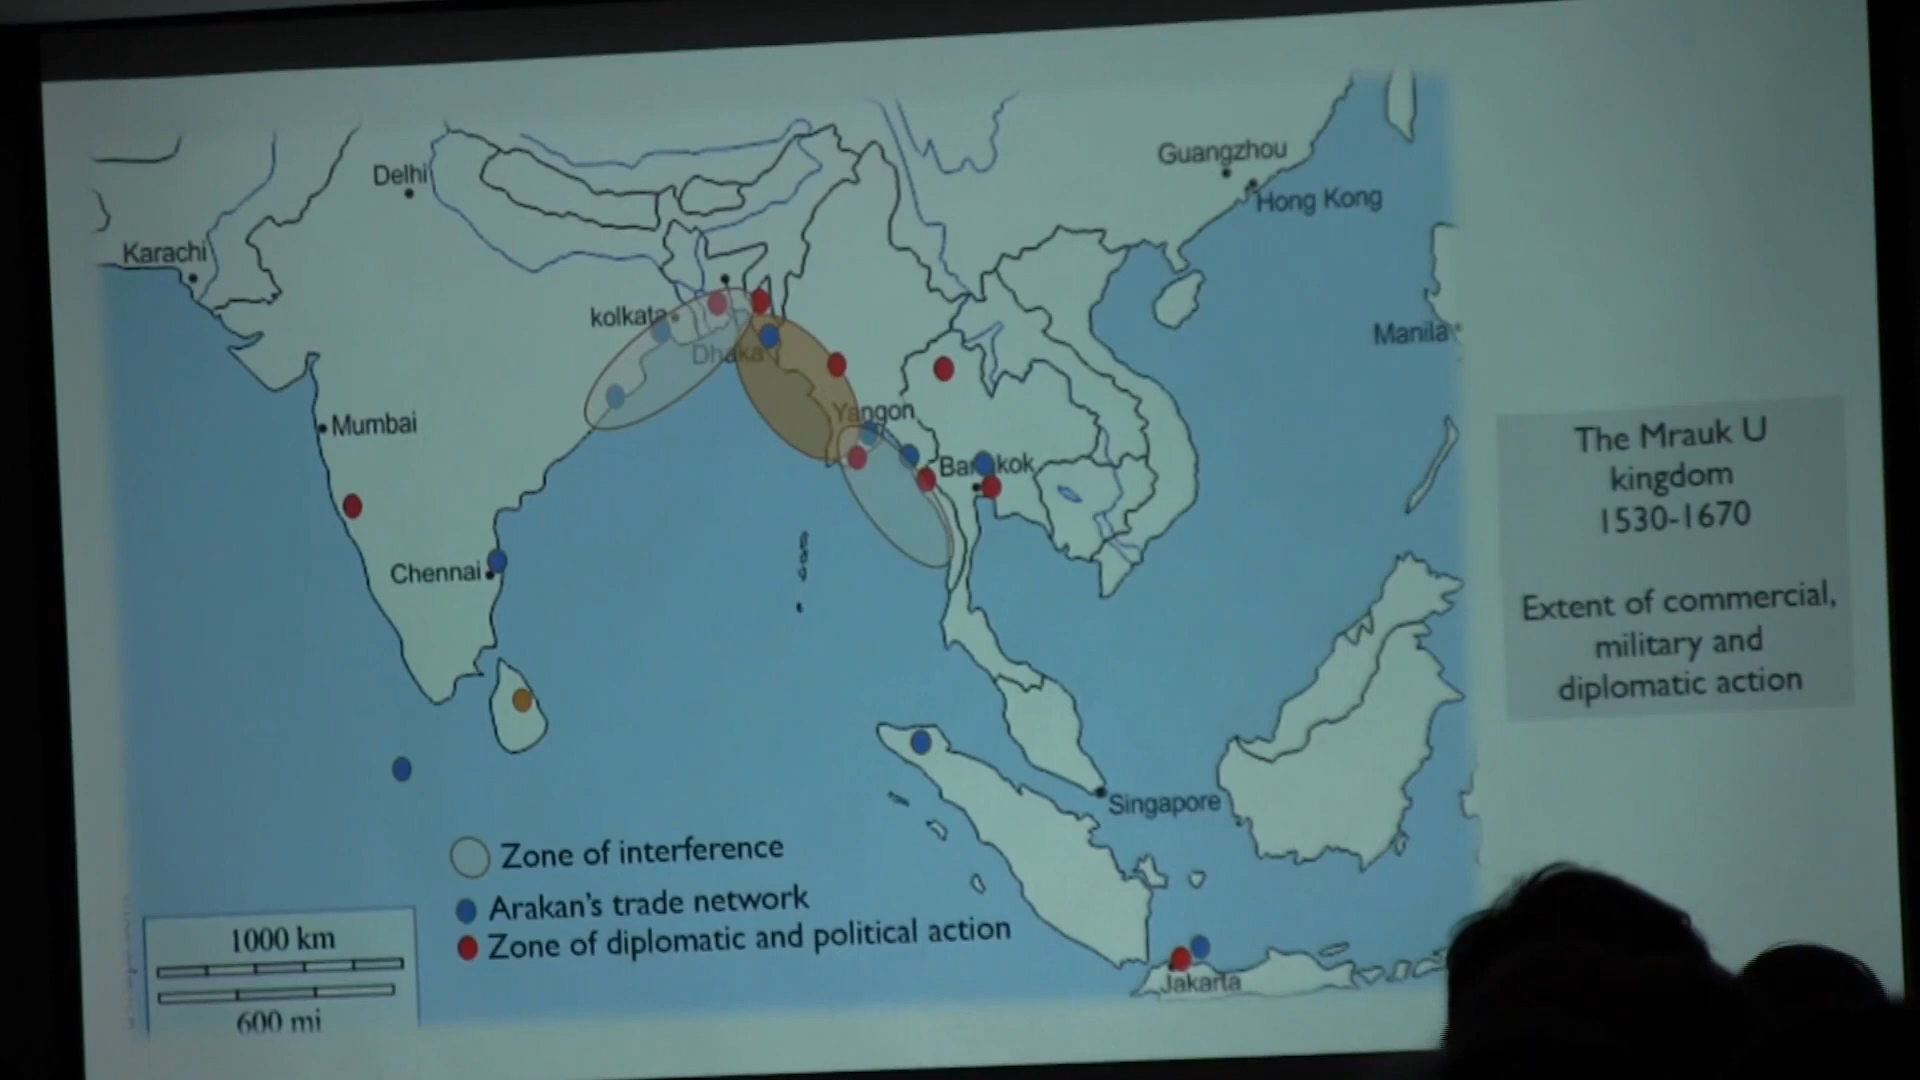 Delhi
Guangzhou
Hong Kong
Karachi
kolkata
Dhaka
Manila
Mumbai
Yangon
Bangkok
Chennai
Singapore
Jakarta
The Mrauk U
kingdom
1530-1670
Extent of commercial,
military and
diplomatic action
Zone of interference
Arakan's trade network
Zone of diplomatic and political action
1000 km
600 mi